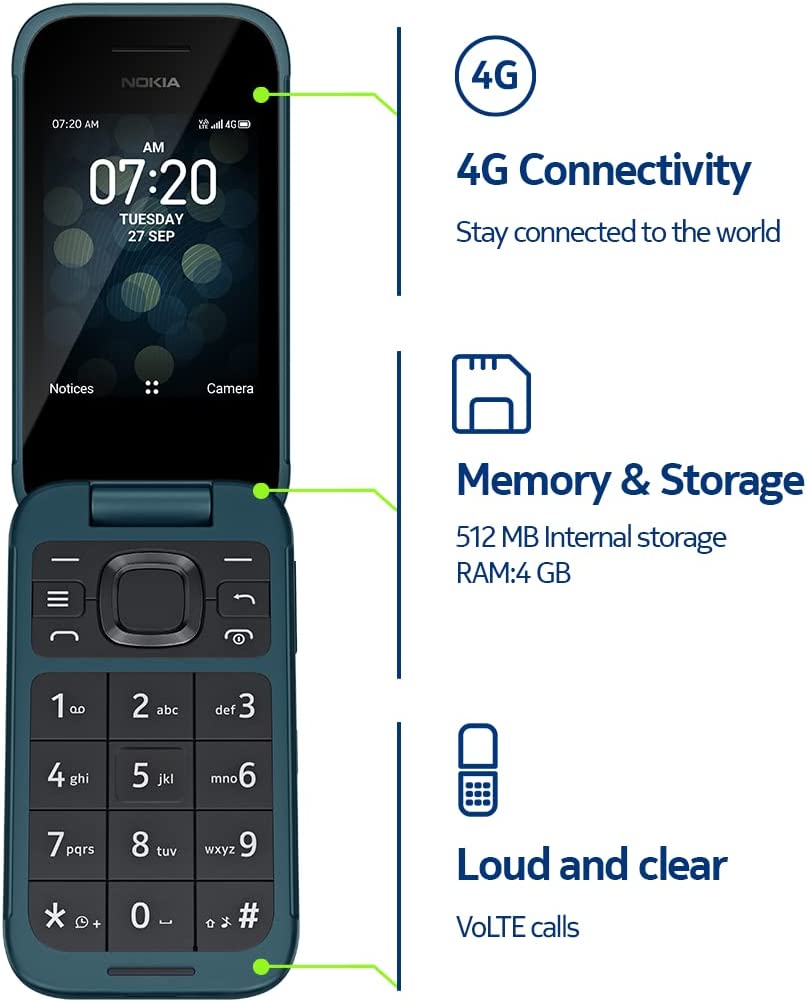 NOKIA
07:20 AM
Vo) LTE 4G
AM
07:20
TUESDAY
27 SEP
Notices
Camera
1
2 abc
def 3
4 ghi
5 jkl
mno 6
7 pqrs
8 tuv
wxyz 9
* +
0
#
4G
4G Connectivity
Stay connected to the world
Memory & Storage
512 MB Internal storage
RAM:4 GB
Loud and clear
VoLTE calls